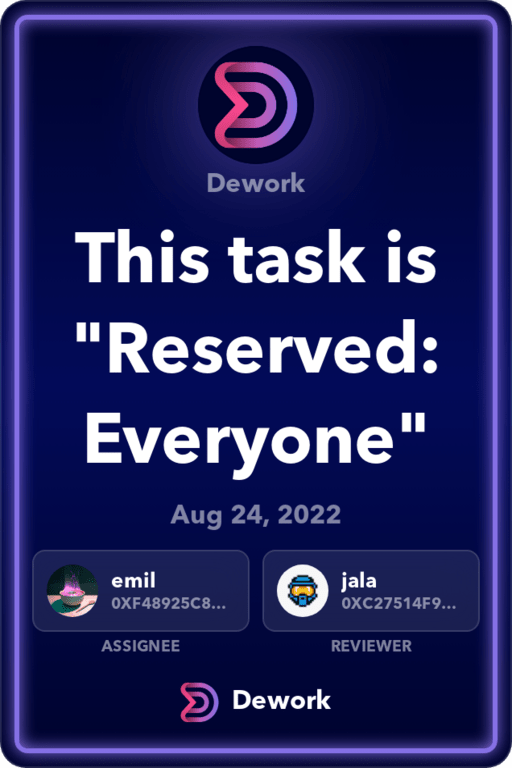 Dework
This task is
"Reserved:
Everyone"
Aug 24, 2022
emil
0XF48925C8...
ASSIGNEE
jala
0XC27514F9...
REVIEWER
Dework